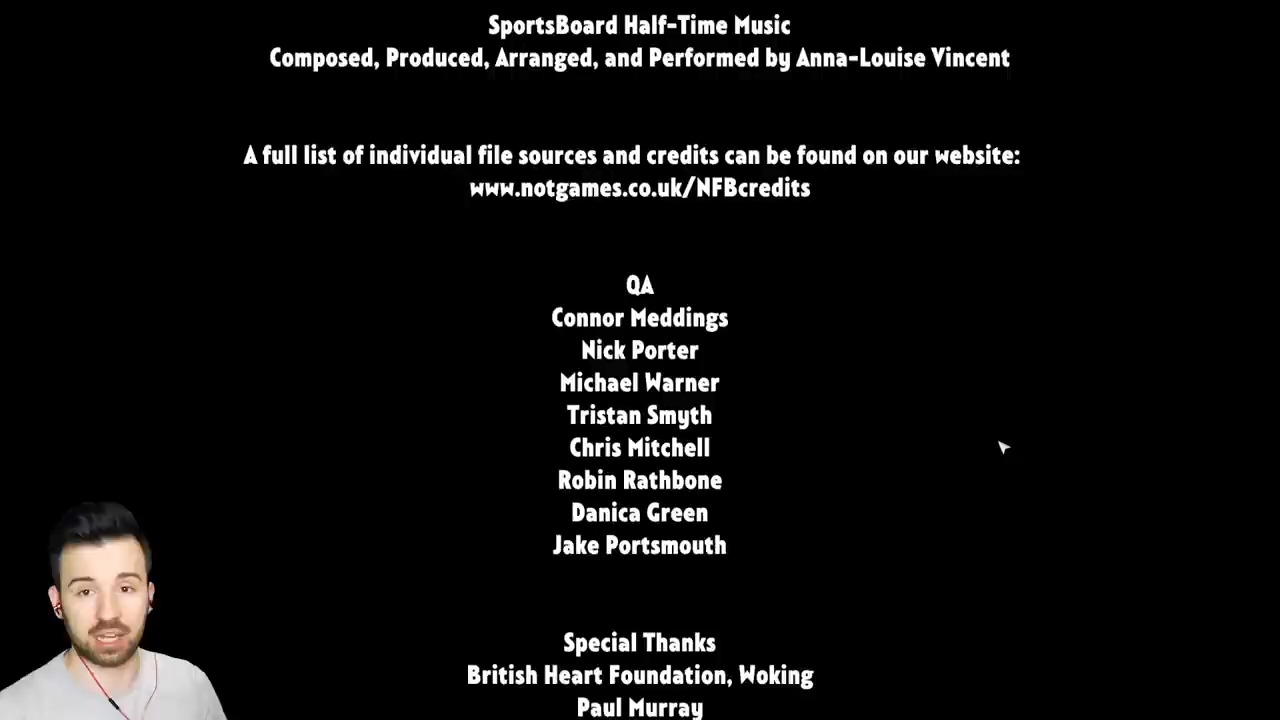 SportsBoard Half-Time Music
Composed, Produced, Arranged, and Performed by Anna-Louise Vincent
A full list of individual file sources and credits can be found on our website:
www.notgames.co.uk/NFBcredits
QA
Connor Meddings
Nick Porter
Michael Warner
Tristan Smyth
Chris Mitchell
Robin Rathbone
Danica Green
Jake Portsmouth
Special Thanks
British Heart Foundation, Woking
Paul Murray